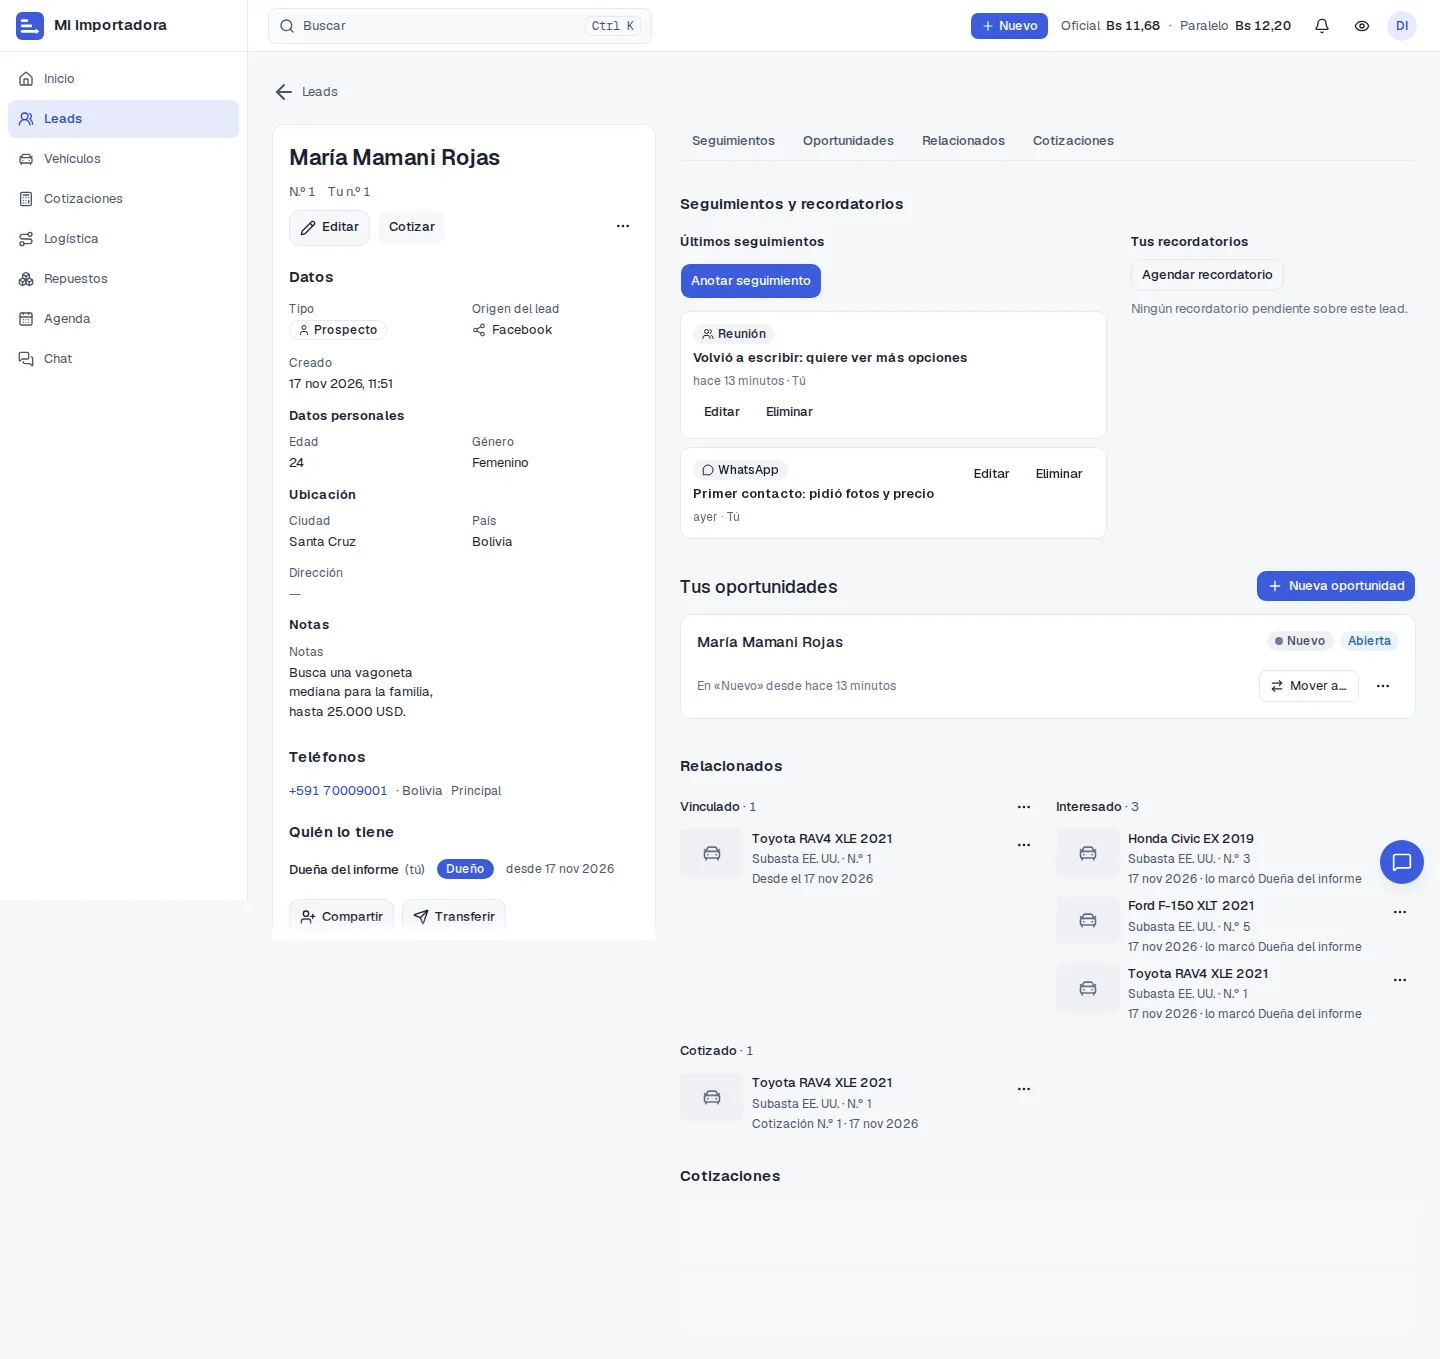 Mi Importadora
Buscar
Ctrl K
Nuevo
Oficial Bs 11,68 · Paralelo Bs 12,20
DI
Inicio
Leads
Vehículos
Cotizaciones
Logística
Repuestos
Agenda
Chat
Leads
María Mamani Rojas
N.º 1 Tu n.º 1
Editar
Cotizar
Datos
Tipo
Origen del lead
Prospecto
Facebook
Creado
17 nov 2026, 11:51
Datos personales
Edad
Género
24
Femenino
Ubicación
Ciudad
País
Santa Cruz
Bolivia
Dirección
—
Notas
Notas
Busca una vagoneta
mediana para la familia,
hasta 25.000 USD.
Teléfonos
+591 70009001 · Bolivia Principal
Quién lo tiene
Dueña del informe (tú) Dueño desde 17 nov 2026
Compartir
Transferir
Seguimientos
Oportunidades
Relacionados
Cotizaciones
Seguimientos y recordatorios
Últimos seguimientos
Anotar seguimiento
Reunión
Volvió a escribir: quiere ver más opciones
hace 13 minutos · Tú
Editar
Eliminar
WhatsApp
Editar
Eliminar
Primer contacto: pidió fotos y precio
ayer · Tú
Tus recordatorios
Agendar recordatorio
Ningún recordatorio pendiente sobre este lead.
Tus oportunidades
Nueva oportunidad
María Mamani Rojas
Nuevo
Abierta
En «Nuevo» desde hace 13 minutos
Mover a…
Relacionados
Vinculado · 1
Toyota RAV4 XLE 2021
Subasta EE. UU. · N.º 1
Desde el 17 nov 2026
Interesado · 3
Honda Civic EX 2019
Subasta EE. UU. · N.º 3
17 nov 2026 · lo marcó Dueña del informe
Ford F-150 XLT 2021
Subasta EE. UU. · N.º 5
17 nov 2026 · lo marcó Dueña del informe
Toyota RAV4 XLE 2021
Subasta EE. UU. · N.º 1
17 nov 2026 · lo marcó Dueña del informe
Cotizado · 1
Toyota RAV4 XLE 2021
Subasta EE. UU. · N.º 1
Cotización N.º 1 · 17 nov 2026
Cotizaciones